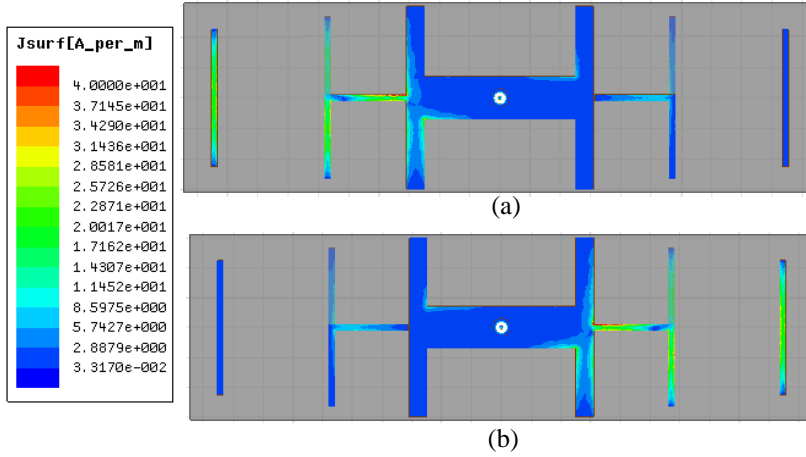 Jsurf[A_per_m]
4.0000e+001
3.7145e+001
3.4290e+001
3.1436e+001
2.8581e+001
2.5726e+001
2.2871e+001
2.0017e+001
1.7162e+001
1.4307e+001
1.1452e+001
8.5975e+000
5.7427e+000
2.8879e+000
3.3170e-002
(a)
(b)